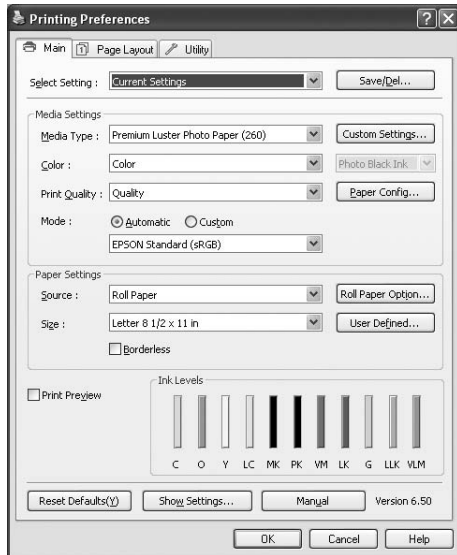 Printing Preferences
Main Page Layout Utility
Select Setting : Current Settings Save/Del...
Media Settings
Media Type : Premium Luster Photo Paper (260) Custom Settings...
Color : Color Photo Black Ink
Print Quality : Quality Paper Config...
Mode : Automatic Custom
EPSON Standard (sRGB)
Paper Settings
Source : Roll Paper Roll Paper Option...
Size : Letter 8 1/2 x 11 in User Defined...
Borderless
Print Preview Ink Levels
C O Y LC MK PK VM LK G LLK VLM
Reset Defaults(Y) Show Settings... Manual Version 6.50
OK Cancel Help